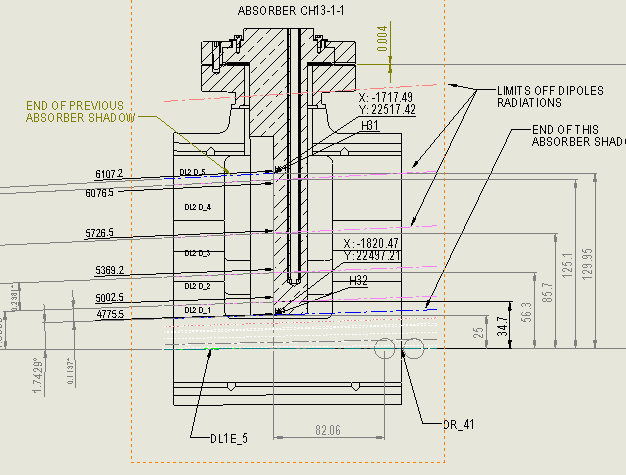 ABSORBER CH13-1-1
0.004
X: -1717.49
Y: 22517.42
H31
LIMITS OFF DIPOLES
RADIATIONS
END OF PREVIOUS
ABSORBER SHADOW
END OF THIS
ABSORBER SHADO
6107.2
DL2 D_5
6076.5
DL2 D_4
5726.5
DL2 D_3
X: -1820.47
Y: 22497.21
5369.2
H32
DL2 D_2
5002.5
DL2 D_1
4775.5
129.95
125.1
85.7
56.3
34.7
25
1.7429°
0.1137°
82.06
DL1E_5
DR_41